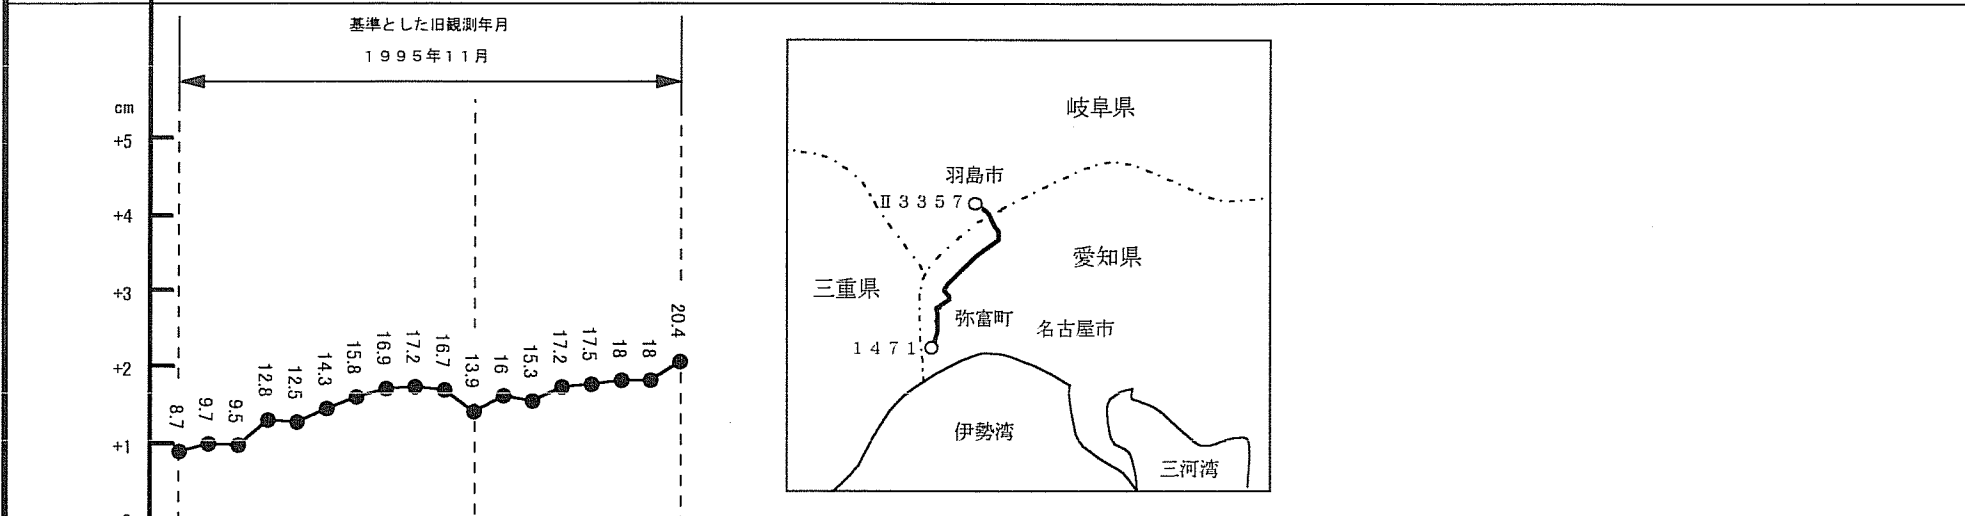 基準とした旧観測年月
1995年11月
cm
+5
+4
+3
+2
+1
8.7
9.7
9.5
12.8
12.5
14.3
15.8
16.9
17.2
16.7
13.9
16
15.3
17.2
17.5
18
18
20.4
岐阜県
羽島市
Ⅱ3357
愛知県
三重県
弥富町
名古屋市
1471
伊勢湾
三河湾